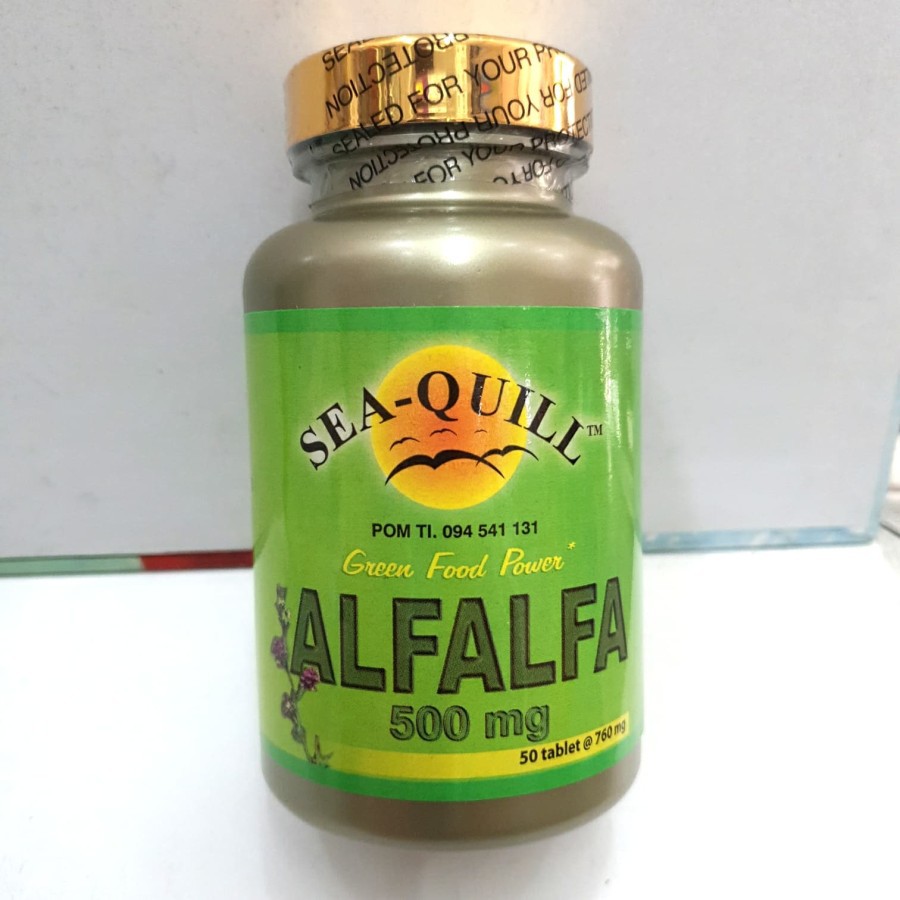 SEALED FOR YOUR PROTECTION
SEA-QUILL™
POM TI. 094 541 131
Green Food Power*
ALFALFA
500 mg
50 tablet @ 760 mg